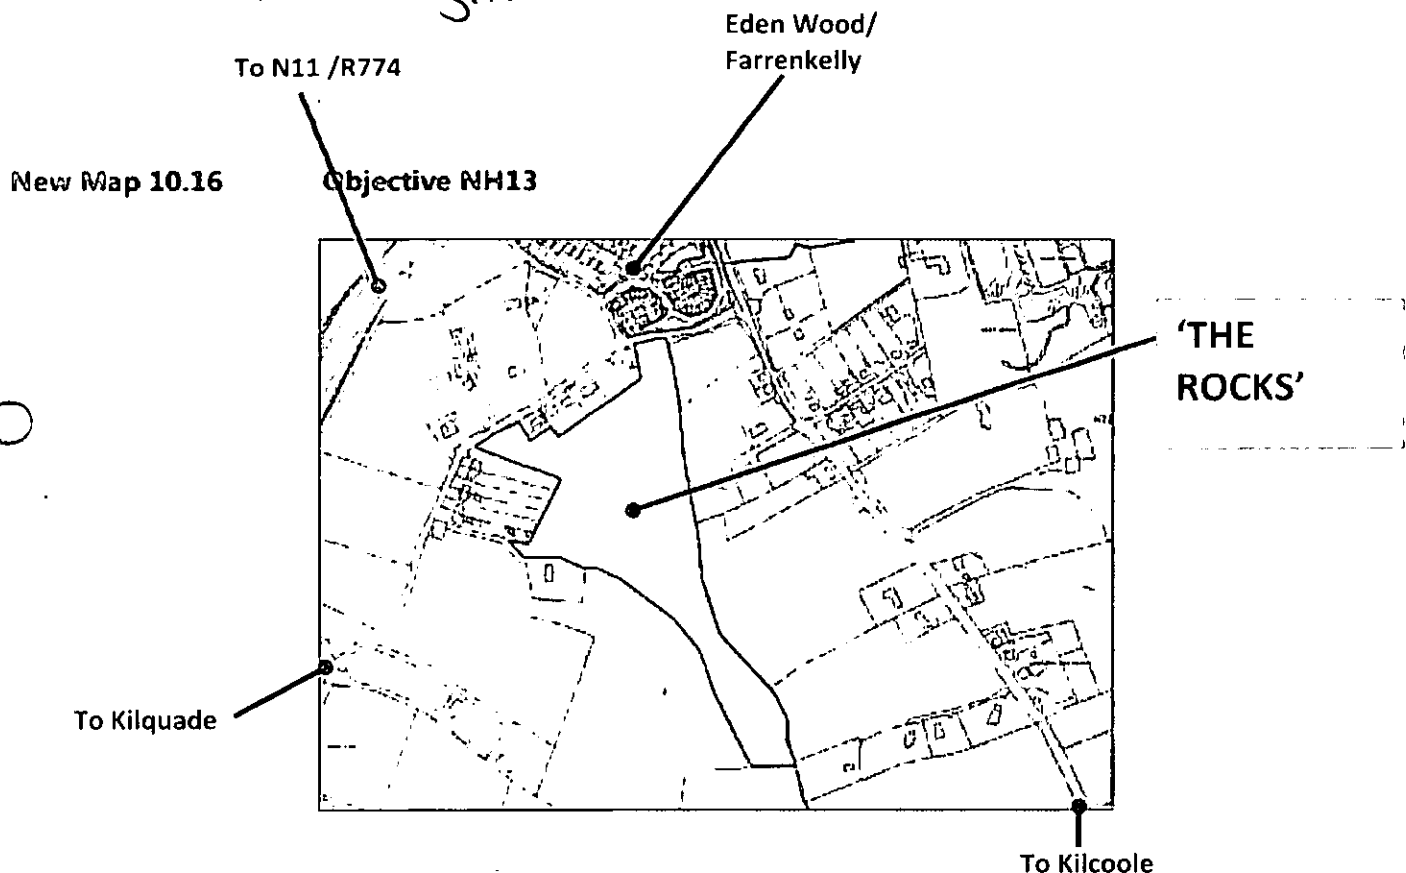 Eden Wood/
Farrenkelly
To N11 /R774
New Map 10.16 Objective NH13
‘THE
ROCKS’
To Kilquade
To Kilcoole